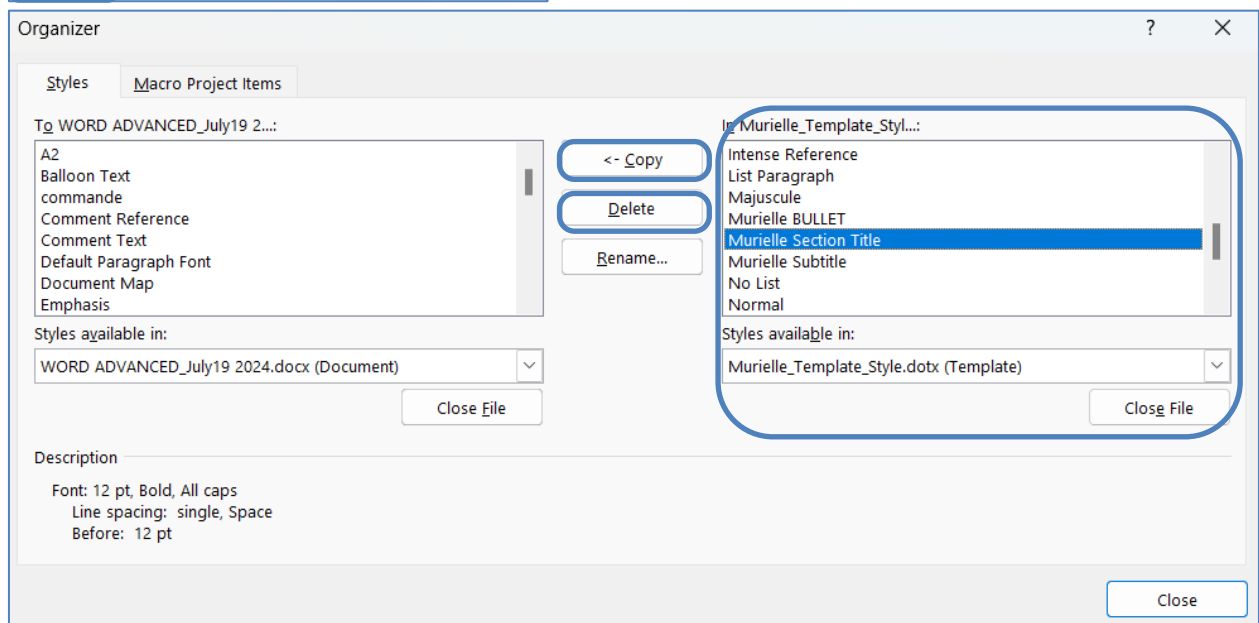 Organizer
?
Styles
Macro Project Items
To WORD ADVANCED_July19 2...:
A2
Balloon Text
commande
Comment Reference
Comment Text
Default Paragraph Font
Document Map
Emphasis
Styles available in:
WORD ADVANCED_July19 2024.docx (Document)
Close File
<- Copy
Delete
Rename...
In Murielle_Template_Styl...:
Intense Reference
List Paragraph
Majuscule
Murielle BULLET
Murielle Section Title
Murielle Subtitle
No List
Normal
Styles available in:
Murielle_Template_Style.dotx (Template)
Close File
Description
Font: 12 pt, Bold, All caps
Line spacing: single, Space
Before: 12 pt
Close